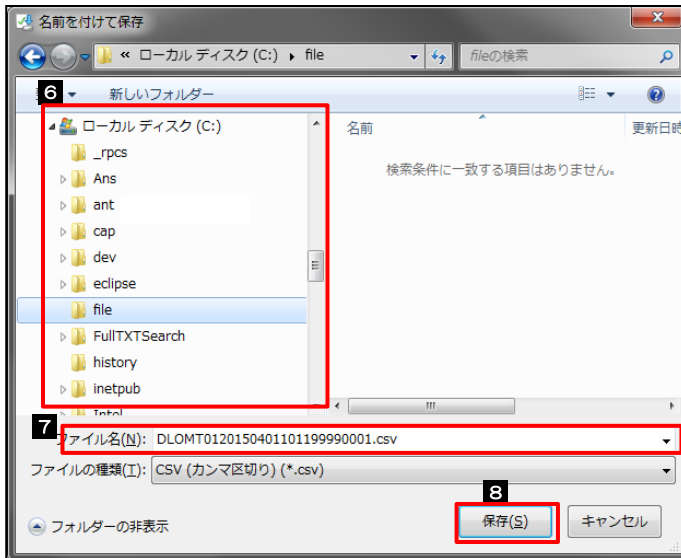 名前を付けて保存
« ローカル ディスク (C:) ▸ file
fileの検索
6
新しいフォルダー
ローカル ディスク (C:)
名前
更新日時
_rpcs
検索条件に一致する項目はありません。
Ans
ant
cap
dev
eclipse
file
FullTXTSearch
history
inetpub
Intel
7
ファイル名(N): DLOMT0120150401101199990001.csv
ファイルの種類(T): CSV (カンマ区切り) (*.csv)
8
フォルダーの非表示
保存(S)
キャンセル